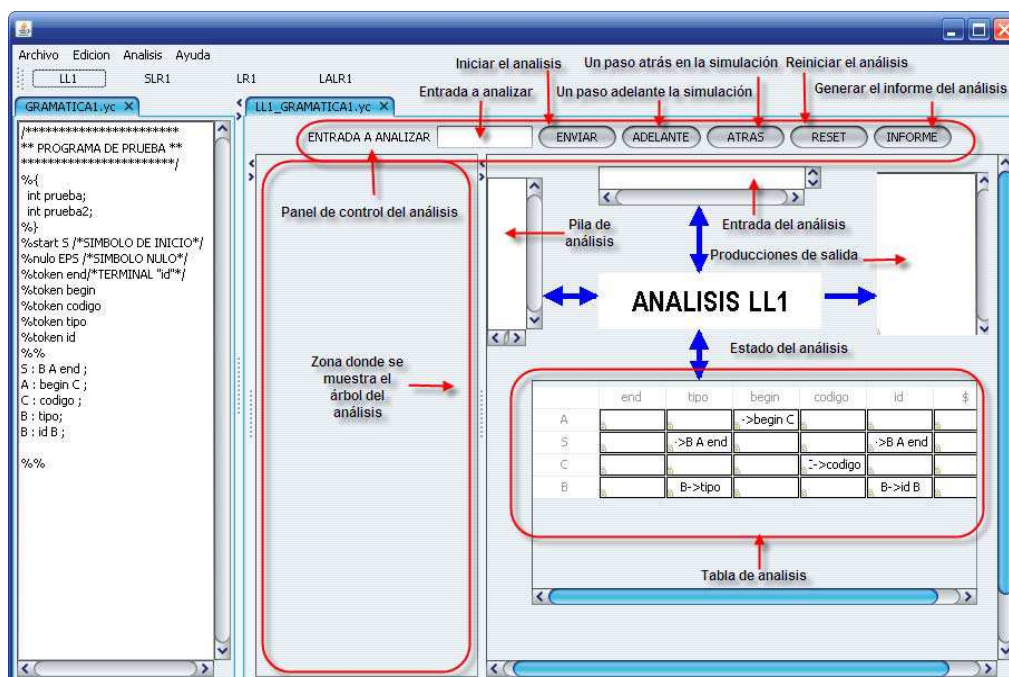 Archivo Edicion Analisis Ayuda
LL1 SLR1 LR1 LALR1
Iniciar el analisis
Un paso atrás en la simulación
Reiniciar el análisis
Entrada a analizar
Un paso adelante la simulación
Generar el informe del análisis
GRAMATICA1.yc
LL1_GRAMATICA1.yc
ENTRADA A ANALIZAR
ENVIAR
ADELANTE
ATRAS
RESET
INFORME
/************************
** PROGRAMA DE PRUEBA **
************************/
%{
int prueba;
int prueba2;
%}
%start S /*SIMBOLO DE INICIO*/
%nulo EPS /*SIMBOLO NULO*/
%token end/*TERMINAL "id"*/
%token begin
%token codigo
%token tipo
%token id
%%
S : B A end ;
A : begin C ;
C : codigo ;
B : tipo;
B : id B ;
%%
Panel de control del análisis
Zona donde se
muestra el
árbol del
análisis
Pila de
análisis
Entrada del análisis
Producciones de salida
ANALISIS LL1
Estado del análisis
end tipo begin codigo id $
A ->begin C
S ->B A end ->B A end
C ->codigo
B B->tipo B->id B
Tabla de analisis